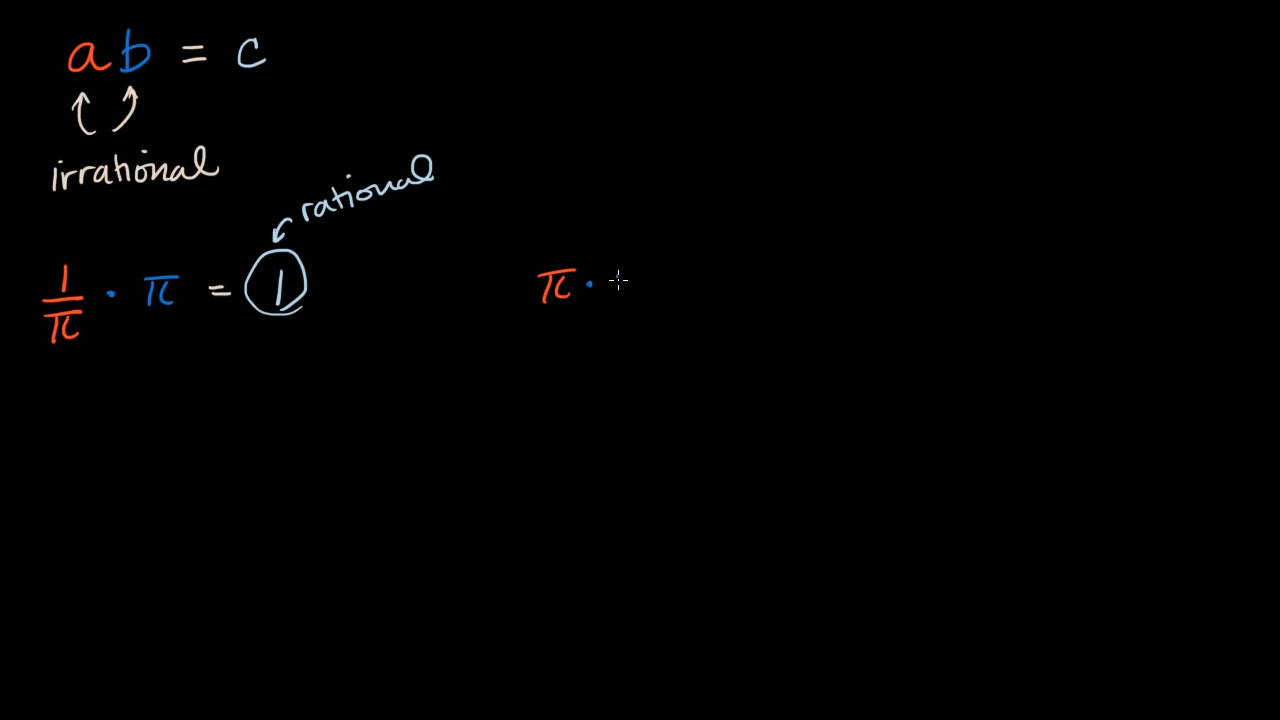 ab = c
irrational
rational
1/π · π = 1
π ·